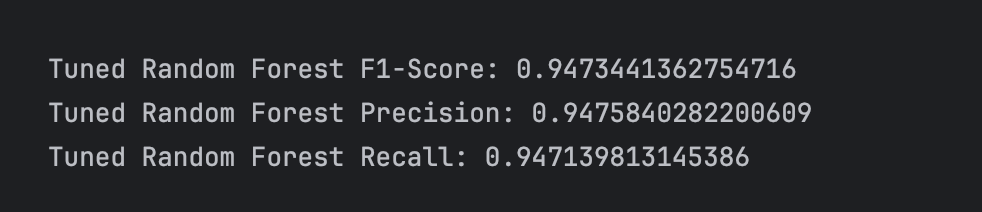 Tuned Random Forest F1-Score: 0.9473441362754716
Tuned Random Forest Precision: 0.9475840282200609
Tuned Random Forest Recall: 0.947139813145386